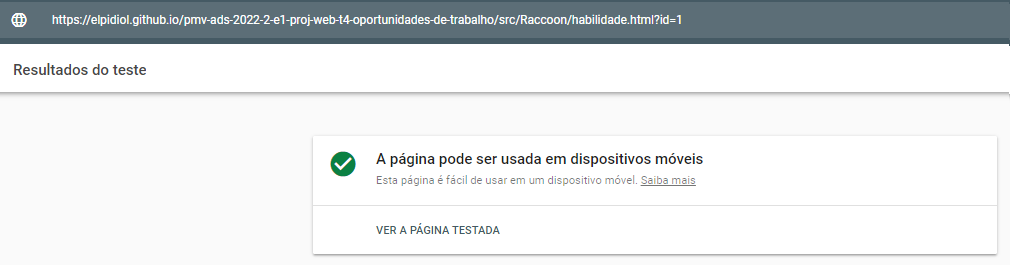 https://elpidiol.github.io/pmv-ads-2022-2-e1-proj-web-t4-oportunidades-de-trabalho/src/Raccoon/habilidade.html?id=1
Resultados do teste
A página pode ser usada em dispositivos móveis
Esta página é fácil de usar em um dispositivo móvel. Saiba mais
VER A PÁGINA TESTADA